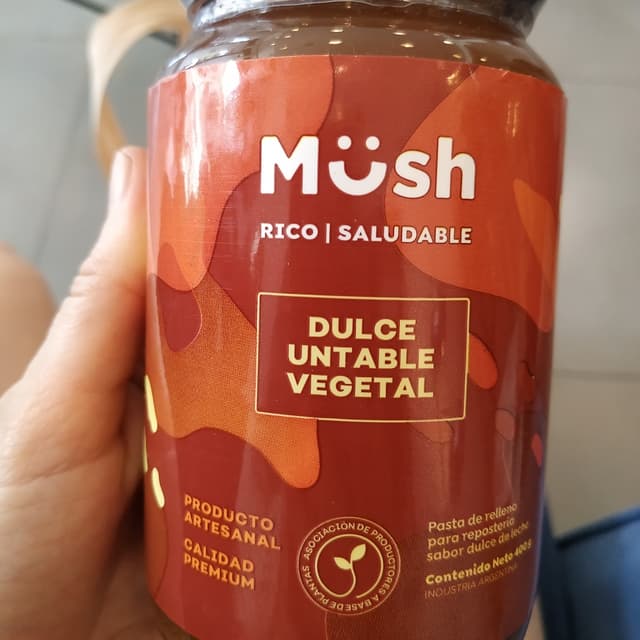 Müsh
RICO | SALUDABLE
DULCE
UNTABLE
VEGETAL
PRODUCTO
ARTESANAL
CALIDAD
PREMIUM
ASOCIACIÓN DE PRODUCTORES A BASE DE PLANTAS
Pasta de relleno
para repostería
sabor dulce de leche
Contenido Neto 400g
INDUSTRIA ARGENTINA